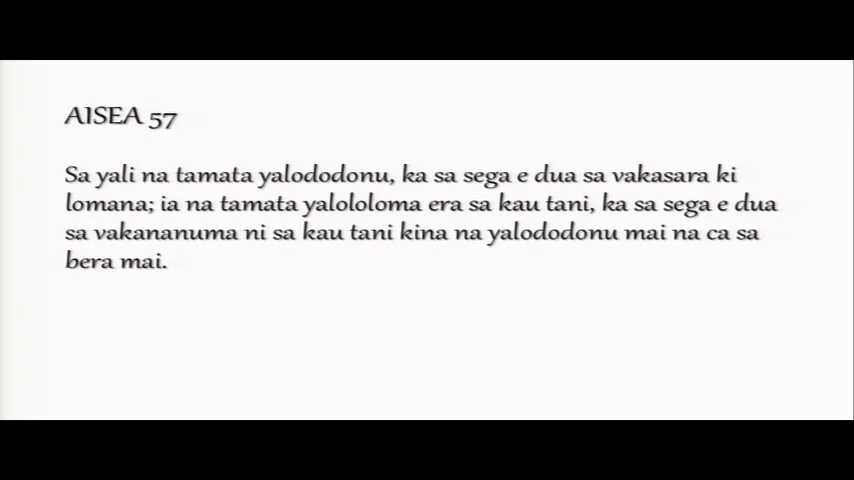 AISEA 57
Sa yali na tamata yalododonu, ka sa sega e dua sa vakasara ki
lomana; ia na tamata yalololoma era sa kau tani, ka sa sega e dua
sa vakananuma ni sa kau tani kina na yalododonu mai na ca sa
bera mai.